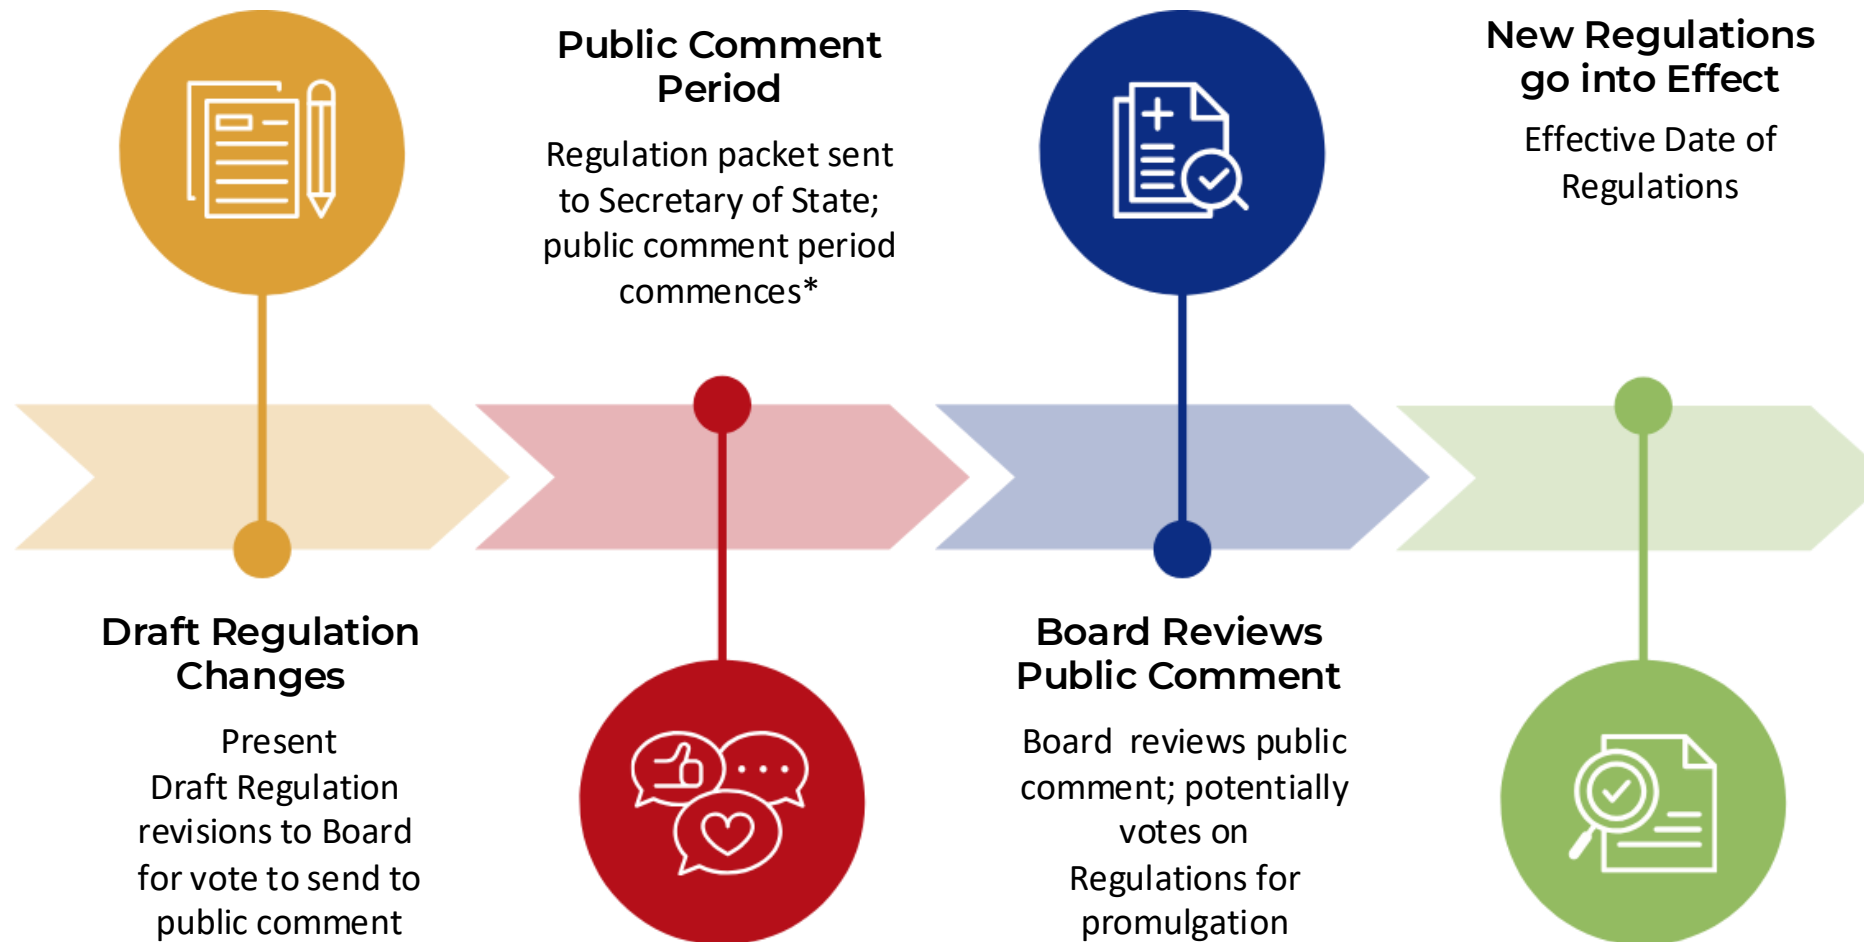 Draft Regulation
Changes
Present
Draft Regulation
revisions to Board
for vote to send to
public comment
Public Comment
Period
Regulation packet sent
to Secretary of State;
public comment period
commences*
Board Reviews
Public Comment
Board reviews public
comment; potentially
votes on
Regulations for
promulgation
New Regulations
go into Effect
Effective Date of
Regulations